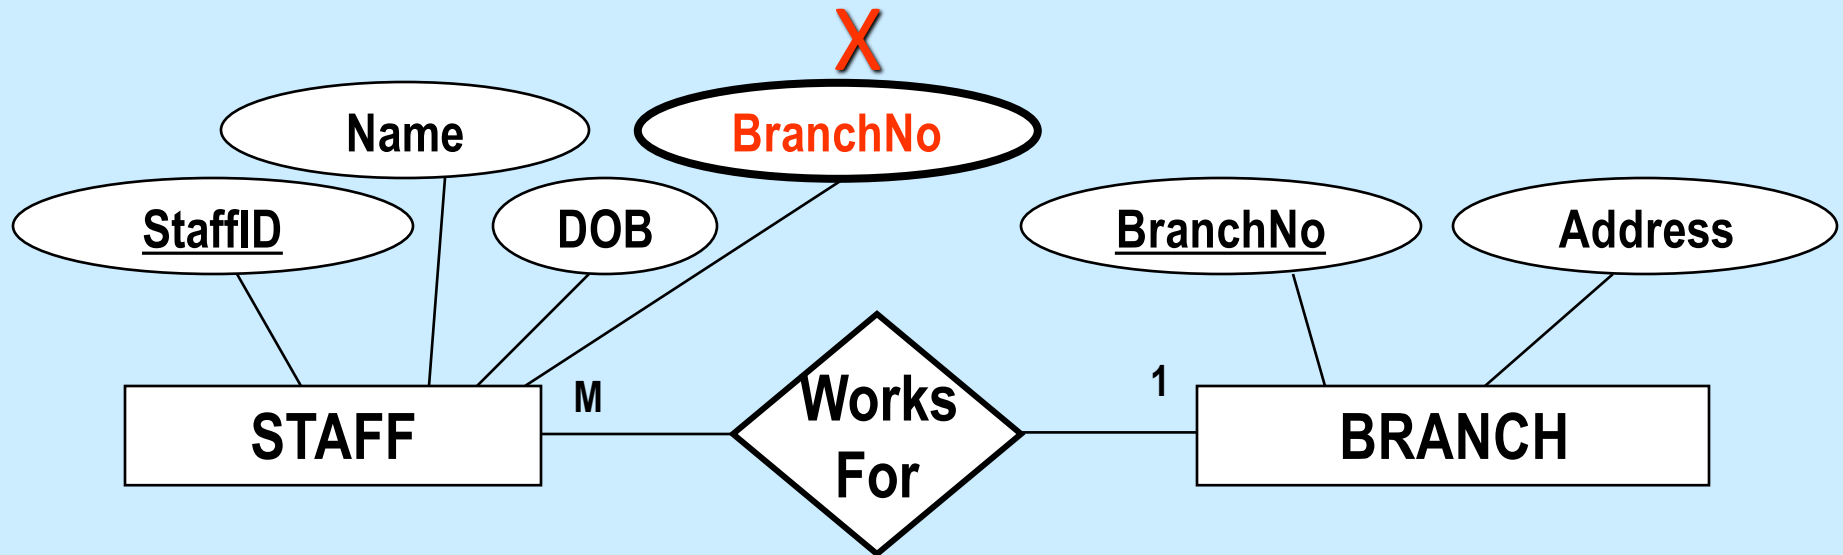 X
Name
BranchNo
StaffID
DOB
BranchNo
Address
M
1
Works
For
STAFF
BRANCH